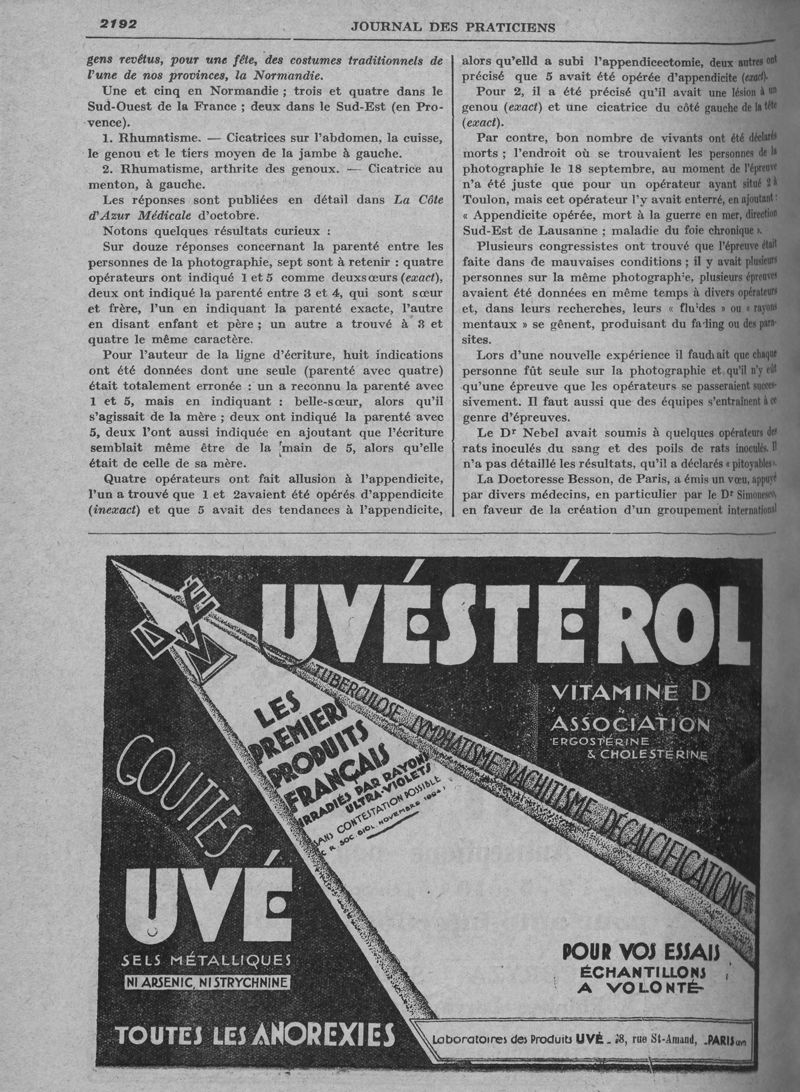 2192
JOURNAL DES PRATICIENS
gens revêtus, pour une fête, des costumes traditionnels de
l'une de nos provinces, la Normandie.
Une et cinq en Normandie ; trois et quatre dans le
Sud-Ouest de la France ; deux dans le Sud-Est (en Pro-
vence).
1. Rhumatisme. — Cicatrices sur l'abdomen, la cuisse,
le genou et le tiers moyen de la jambe à gauche.
2. Rhumatisme, arthrite des genoux. — Cicatrice au
menton, à gauche.
Les réponses sont publiées en détail dans La Côte
d'Azur Médicale d'octobre.
Notons quelques résultats curieux :
Sur douze réponses concernant la parenté entre les
personnes de la photographie, sept sont à retenir : quatre
opérateurs ont indiqué 1 et 5 comme deuxsœurs (exact),
deux ont indiqué la parenté entre 3 et 4, qui sont sœur
et frère, l'un en indiquant la parenté exacte, l'autre
en disant enfant et père ; un autre a trouvé à 3 et
quatre le même caractère.
Pour l'auteur de la ligne d'écriture, huit indications
ont été données dont une seule (parenté avec quatre)
était totalement erronée : un a reconnu la parenté avec
1 et 5, mais en indiquant : belle-sœur, alors qu'il
s'agissait de la mère ; deux ont indiqué la parenté avec
5, deux l'ont aussi indiquée en ajoutant que l'écriture
semblait même être de la main de 5, alors qu'elle
était de celle de sa mère.
Quatre opérateurs ont fait allusion à l'appendicite,
l'un a trouvé que 1 et 2avaient été opérés d'appendicite
(inexact) et que 5 avait des tendances à l'appendicite,
alors qu'elld a subi l'appendicectomie, deux autres ont
précisé que 5 avait été opérée d'appendicite (exact).
Pour 2, il a été précisé qu'il avait une lésion à un
genou (exact) et une cicatrice du côté gauche de la tête
(exact).
Par contre, bon nombre de vivants ont été déclarés
morts ; l'endroit où se trouvaient les personnes de la
photographie le 18 septembre, au moment de l'épreuve
n'a été juste que pour un opérateur ayant situé 2 à
Toulon, mais cet opérateur l'y avait enterré, en ajoutant :
« Appendicite opérée, mort à la guerre en mer, direction
Sud-Est de Lausanne ; maladie du foie chronique ».
Plusieurs congressistes ont trouvé que l'épreuve était
faite dans de mauvaises conditions ; il y avait plusieurs
personnes sur la même photographie, plusieurs épreuves
avaient été données en même temps à divers opérateurs
et, dans leurs recherches, leurs « fluides » ou « rayons
mentaux » se gênent, produisant du fading ou des para-
sites.
Lors d'une nouvelle expérience il faudrait que chaque
personne fût seule sur la photographie et qu'il n'y eût
qu'une épreuve que les opérateurs se passeraient succes-
sivement. Il faut aussi que des équipes s'entraînent à ce
genre d'épreuves.
Le Dr Nebel avait soumis à quelques opérateurs des
rats inoculés du sang et des poils de rats inoculés. Il
n'a pas détaillé les résultats, qu'il a déclarés « pitoyables ».
La Doctoresse Besson, de Paris, a émis un vœu, appuyé
par divers médecins, en particulier par le Dr Simonesco,
en faveur de la création d'un groupement international
UVÉSTÉROL
VITAMINE D
ASSOCIATION
ERGOSTÉRINE
& CHOLESTÉRINE
TUBERCULOSE LYMPHATISME RACHITISME DÉCALCIFICATIONS
LES
PREMIERS
PRODUITS
FRANÇAIS
IRRADIÉS PAR RAYONS
ULTRA-VIOLETS
SANS CONTESTATION POSSIBLE
C. R. SOC. BIOL. NOVEMBRE
GOUTTES
UVÉ
SELS MÉTALLIQUES
NI ARSENIC, NI STRYCHNINE
TOUTES LES ANOREXIES
POUR VOS ESSAIS
ÉCHANTILLONS
A VOLONTÉ
Laboratoires des Produits UVÉ - 8, rue St-Amand, - PARIS